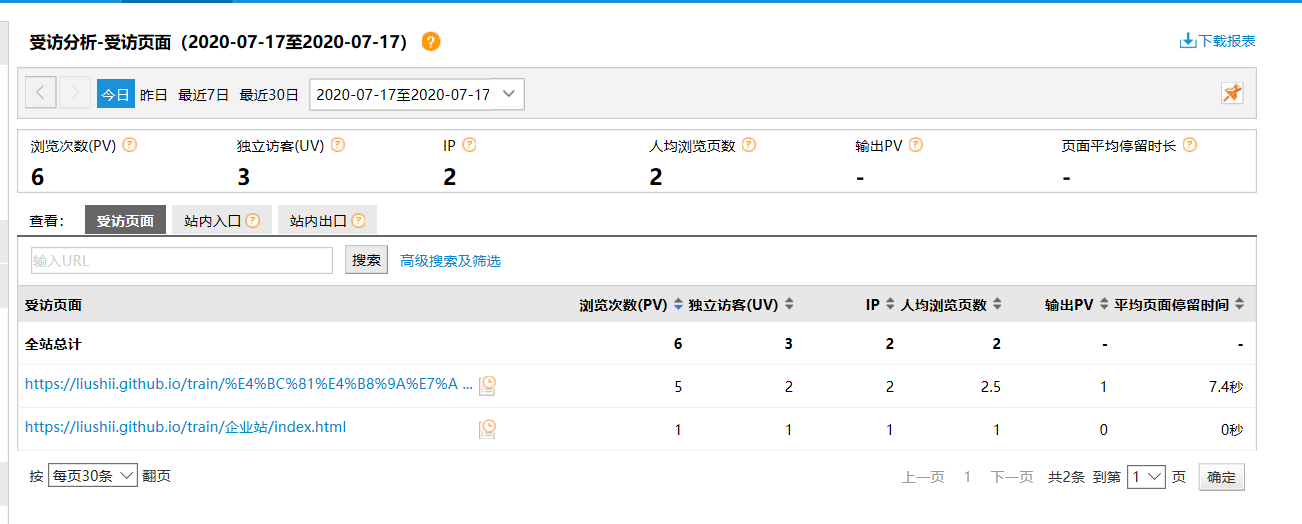 受访分析-受访页面（2020-07-17至2020-07-17） ?
下载报表
今日 昨日 最近7日 最近30日 2020-07-17至2020-07-17
浏览次数(PV) ? 独立访客(UV) ? IP ? 人均浏览页数 ? 输出PV ? 页面平均停留时长 ?
6 3 2 2 - -
查看： 受访页面 站内入口 ? 站内出口 ?
输入URL 搜索 高级搜索及筛选
受访页面 浏览次数(PV) 独立访客(UV) IP 人均浏览页数 输出PV 平均页面停留时间
全站总计 6 3 2 2 - -
https://liushii.github.io/train/%E4%BC%81%E4%B8%9A%E7%A ... 5 2 2 2.5 1 7.4秒
https://liushii.github.io/train/企业站/index.html 1 1 1 1 0 0秒
按 每页30条 翻页 上一页 1 下一页 共2条 到第 1 页 确定